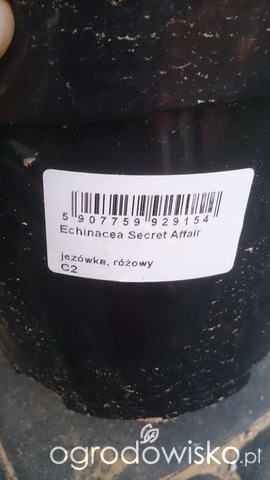 5 907759 929154
Echinacea Secret Affair
jeżówka, różowy
C2
ogrodowisko.pl